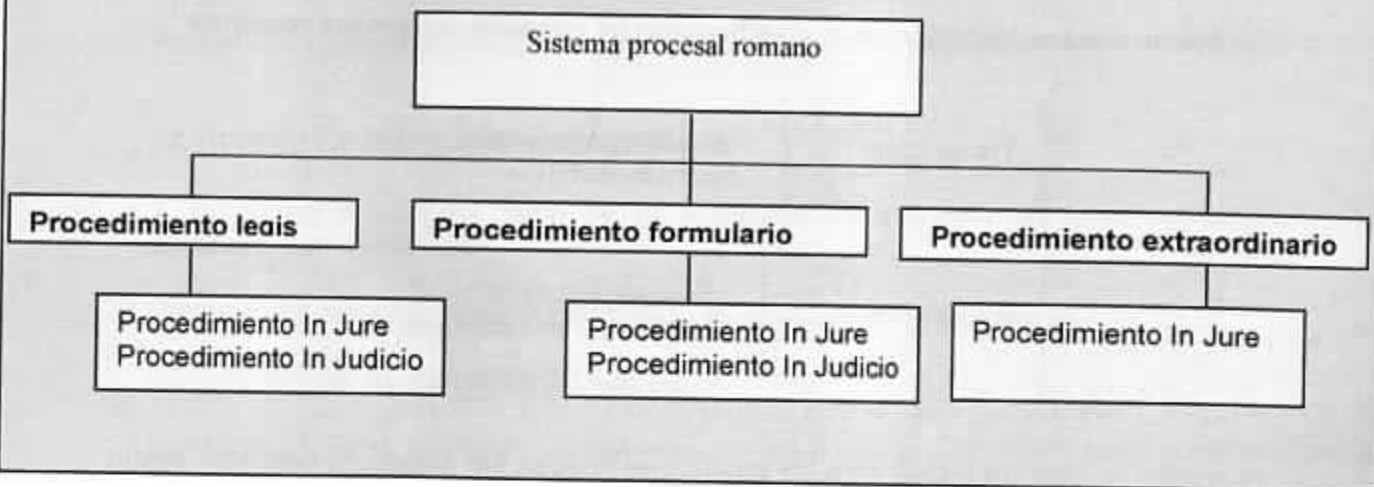 Sistema procesal romano
Procedimiento legis
Procedimiento formulario
Procedimiento extraordinario
Procedimiento In Jure
Procedimiento In Judicio
Procedimiento In Jure
Procedimiento In Judicio
Procedimiento In Jure